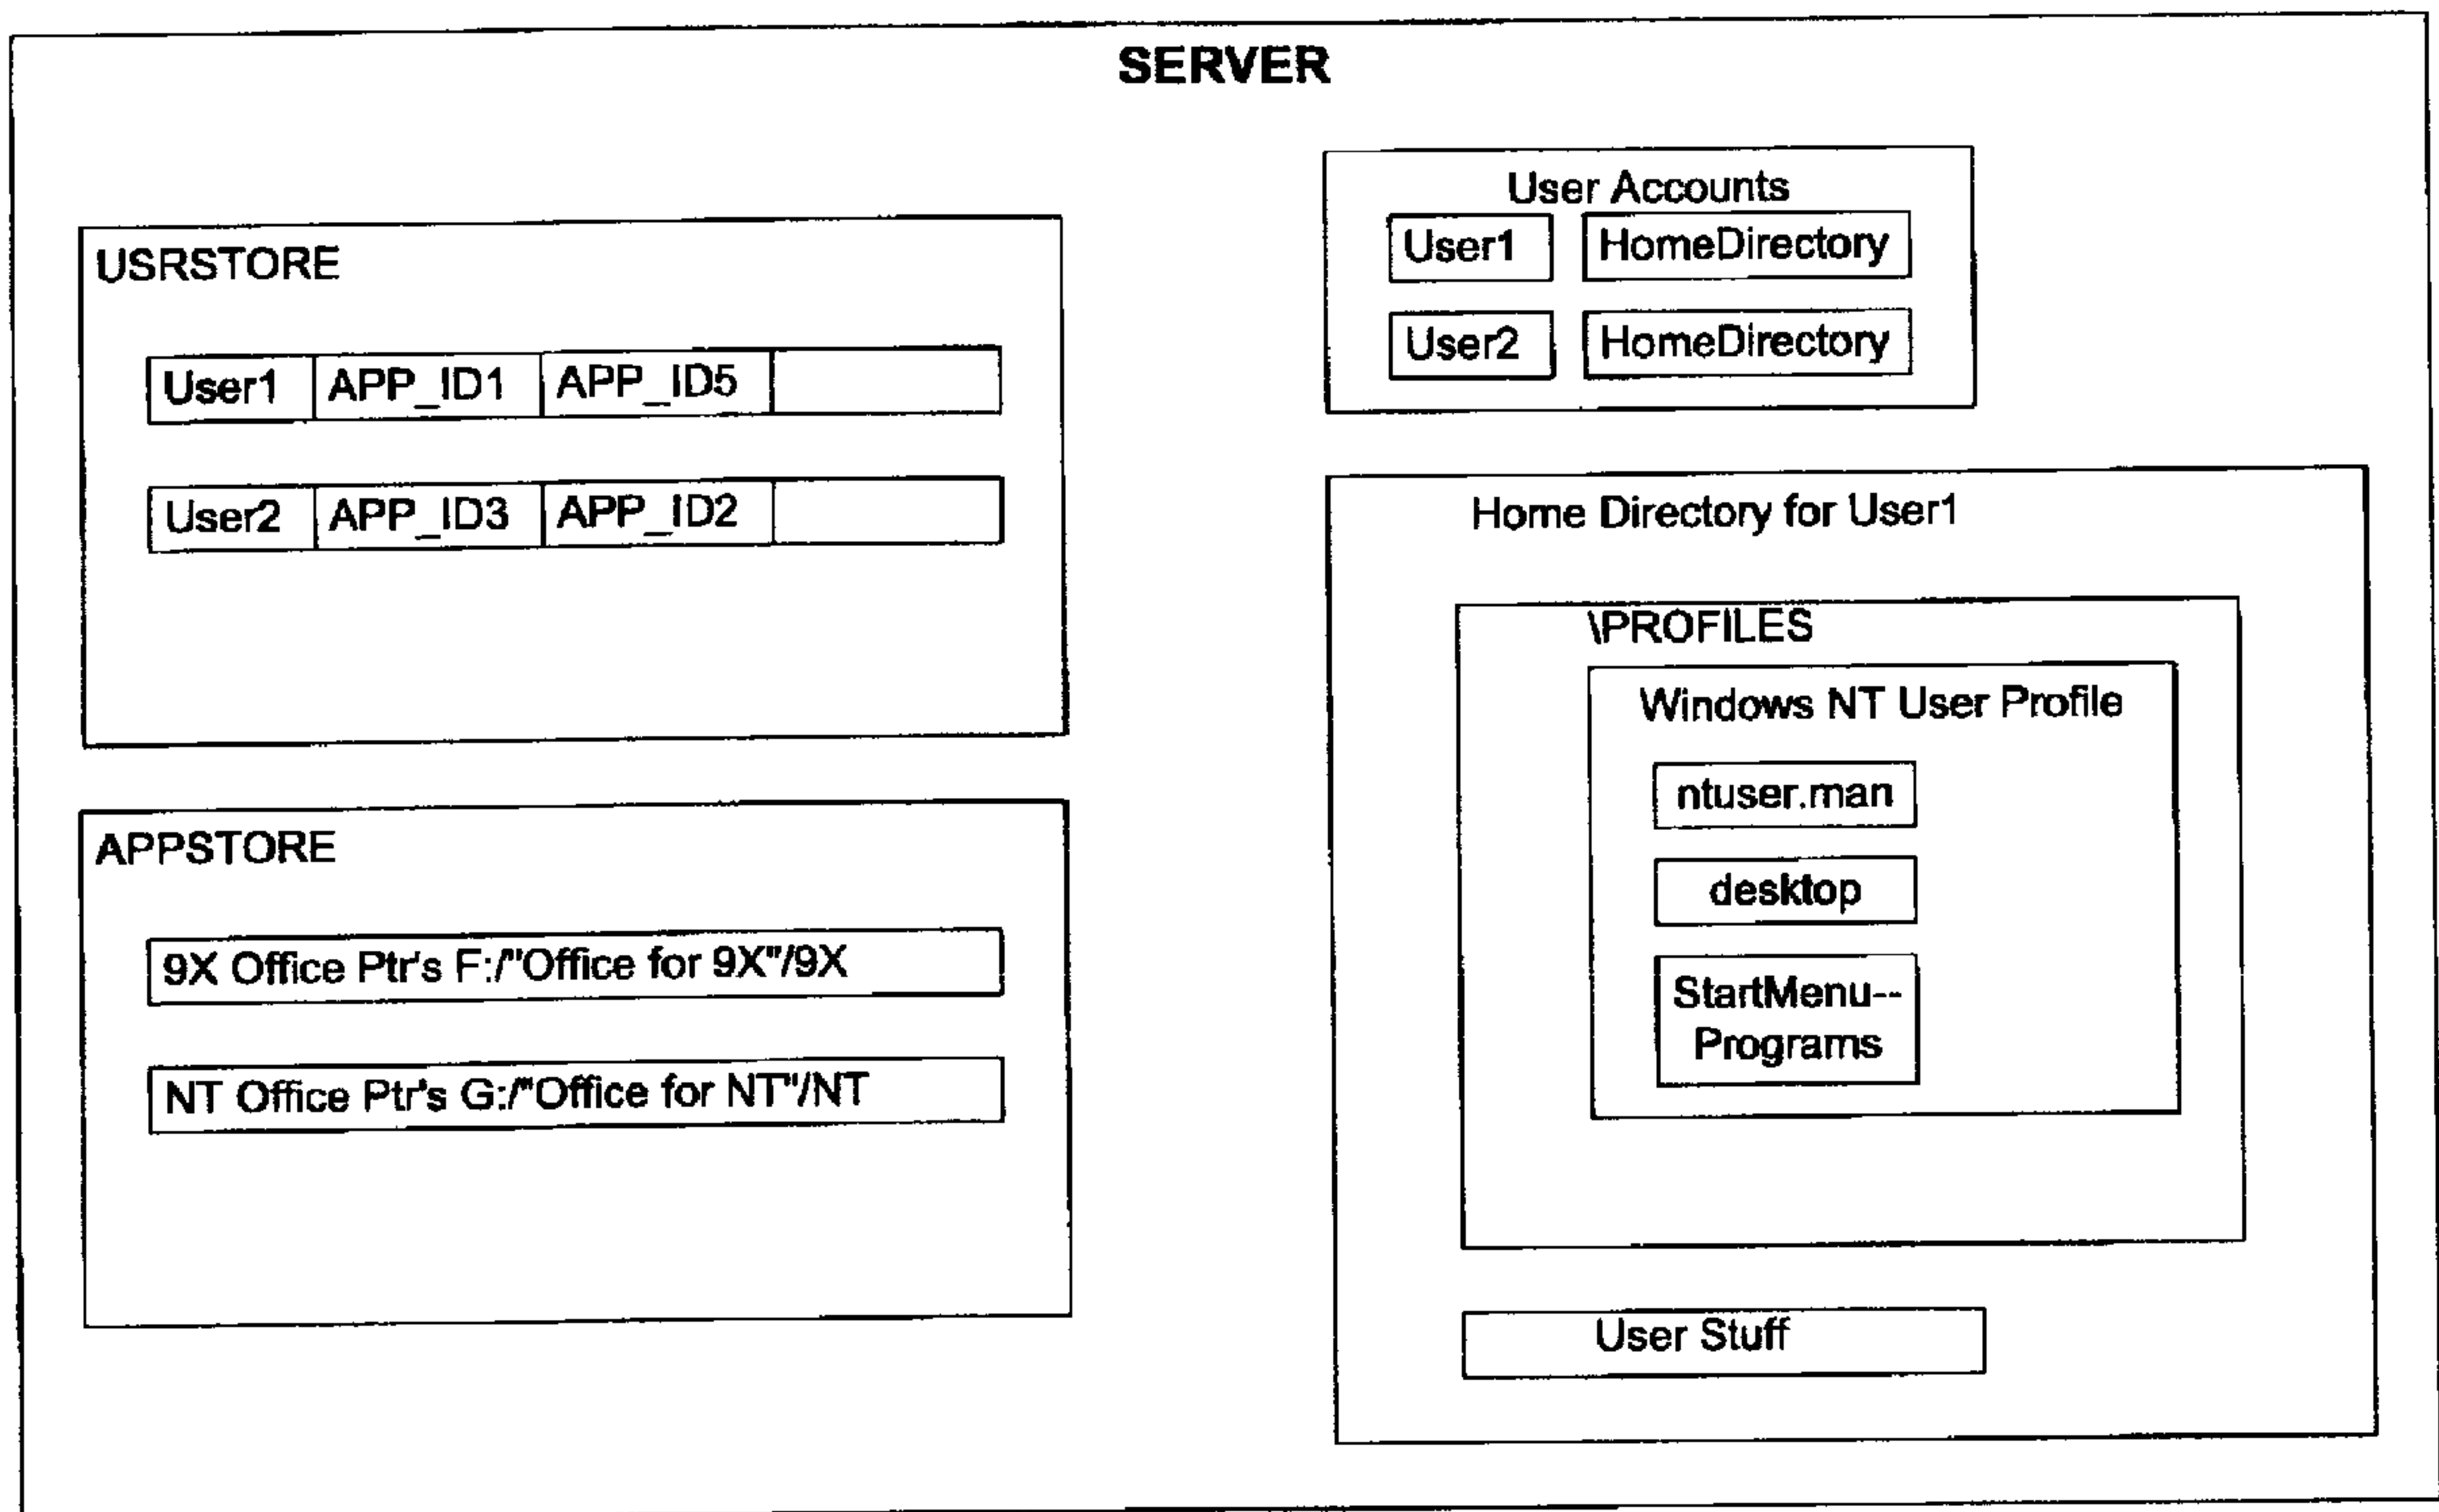 SERVER
USRSTORE
User1 APP_ID1 APP_ID5
User2 APP_ID3 APP_ID2
APPSTORE
9X Office Ptr's F:/"Office for 9X"/9X
NT Office Ptr's G:/"Office for NT"/NT
User Accounts
User1 HomeDirectory
User2 HomeDirectory
Home Directory for User1
\PROFILES
Windows NT User Profile
ntuser.man
desktop
StartMenu--
Programs
User Stuff